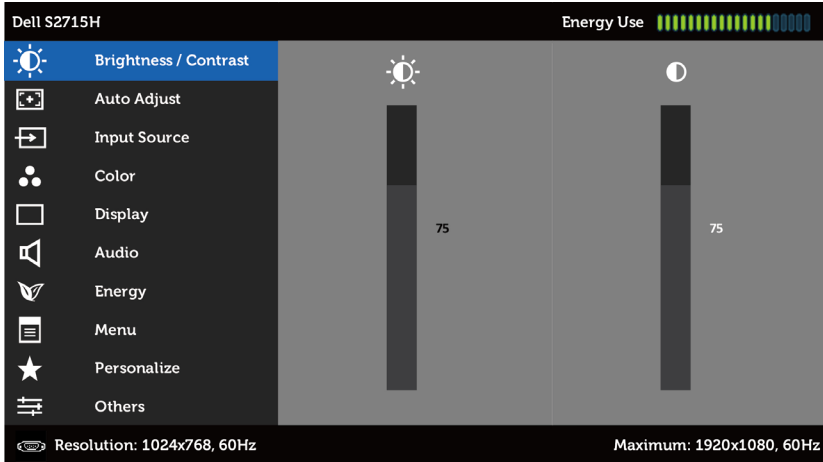 Dell S2715H
Energy Use
Brightness / Contrast
Auto Adjust
Input Source
Color
Display
Audio
Energy
Menu
Personalize
Others
75
75
Resolution: 1024x768, 60Hz
Maximum: 1920x1080, 60Hz